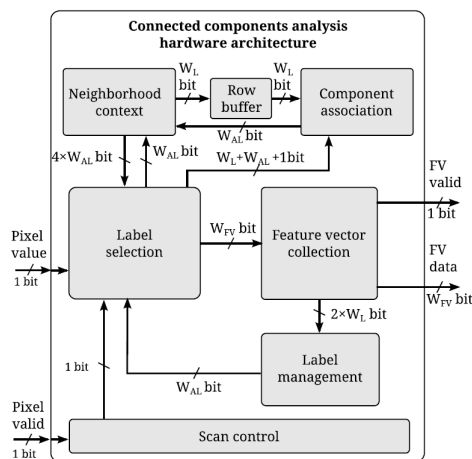 Connected components analysis
hardware architecture
Neighborhood
context
W_L
bit
Row
buffer
W_L
bit
Component
association
W_AL bit
4×W_AL bit
W_AL bit
W_L+W_AL+1bit
FV
valid
1 bit
Label
selection
W_FV bit
Feature vector
collection
Pixel
value
1 bit
FV
data
W_FV bit
2×W_L bit
1 bit
W_AL bit
Label
management
Pixel
valid
1 bit
Scan control